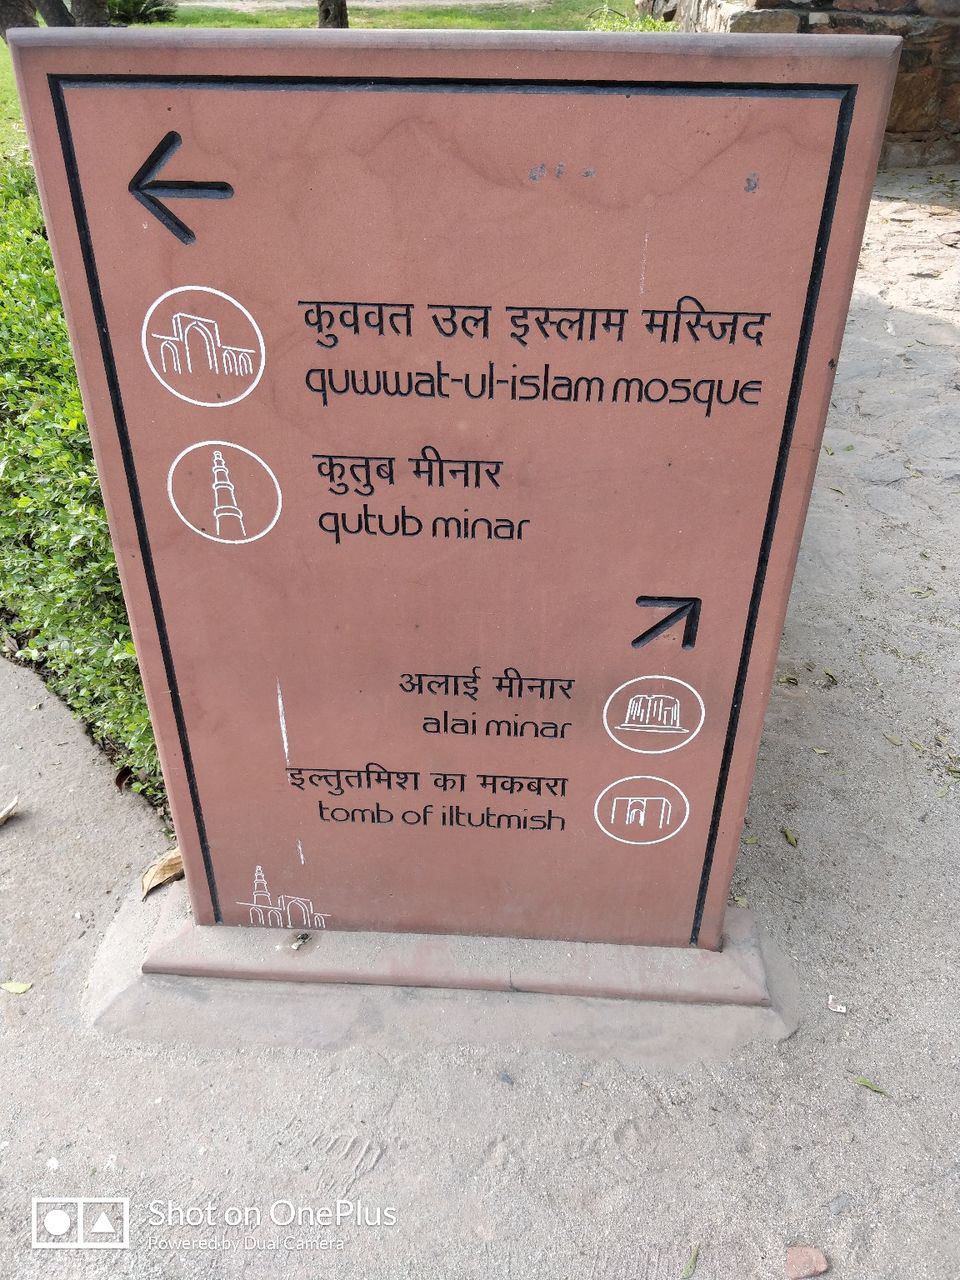 कुववत उल इस्लाम मस्जिद
quwwat-ul-islam mosque
कुतुब मीनार
qutub minar
अलाई मीनार
alai minar
इल्तुतमिश का मकबरा
tomb of iltutmish
Shot on OnePlus
Powered by Dual Camera